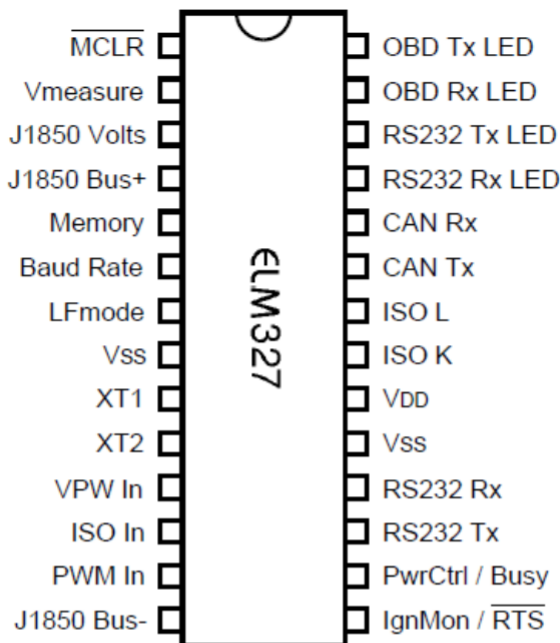 MCLR
OBD Tx LED
Vmeasure
OBD Rx LED
J1850 Volts
RS232 Tx LED
J1850 Bus+
RS232 Rx LED
Memory
CAN Rx
Baud Rate
CAN Tx
LFmode
ISO L
Vss
ISO K
XT1
VDD
XT2
Vss
VPW In
RS232 Rx
ISO In
RS232 Tx
PWM In
PwrCtrl / Busy
J1850 Bus-
IgnMon / RTS
ELM327